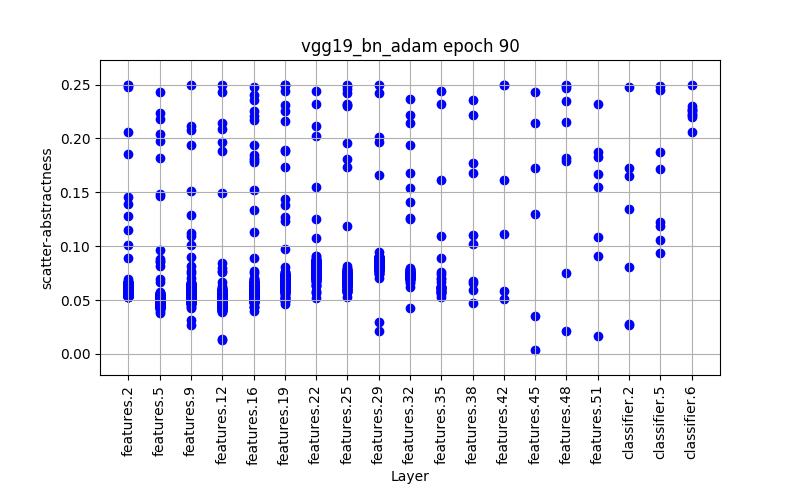 vgg19_bn_adam epoch 90
scatter-abstractness
0.25
0.20
0.15
0.10
0.05
0.00
features.2
features.5
features.9
features.12
features.16
features.19
features.22
features.25
features.29
features.32
features.35
features.38
features.42
features.45
features.48
features.51
classifier.2
classifier.5
classifier.6
Layer